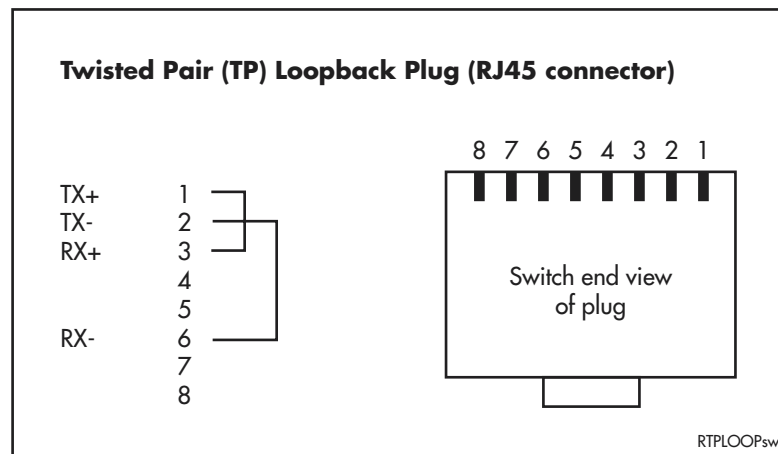 Twisted Pair (TP) Loopback Plug (RJ45 connector)
TX+ 1
TX- 2
RX+ 3
4
5
RX- 6
7
8
8 7 6 5 4 3 2 1
Switch end view
of plug
RTPLOOPsw